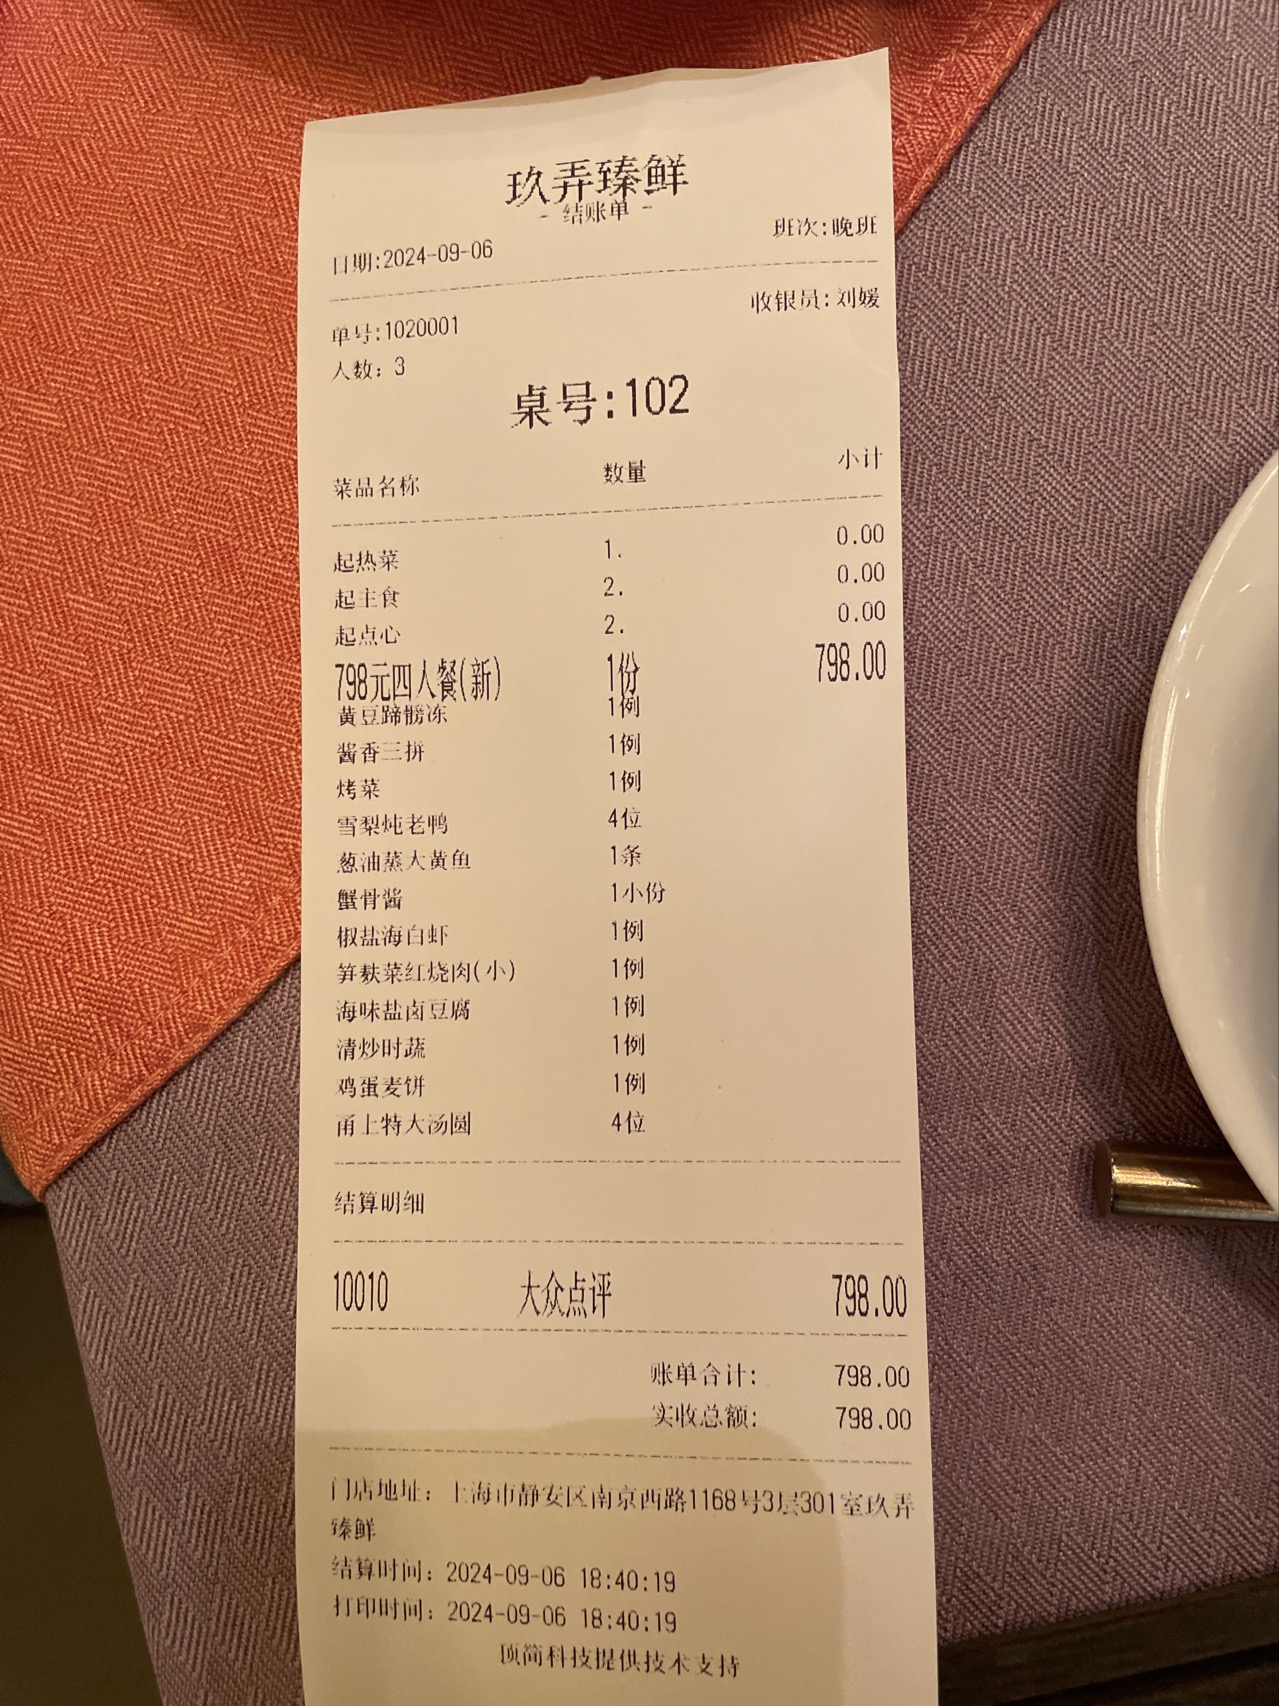 玖弄臻鲜
- 结账单 -
日期:2024-09-06 班次:晚班
单号:1020001 收银员:刘媛
人数: 3
桌号:102
菜品名称 数量 小计
起热菜 1. 0.00
起主食 2. 0.00
起点心 2. 0.00
798元四人餐(新) 1份 798.00
黄豆蹄髈冻 1例
酱香三拼 1例
烤菜 1例
雪梨炖老鸭 4位
葱油蒸大黄鱼 1条
蟹骨酱 1小份
椒盐海白虾 1例
笋麸菜红烧肉(小) 1例
海味盐卤豆腐 1例
清炒时蔬 1例
鸡蛋麦饼 1例
甬上特大汤圆 4位
结算明细
10010 大众点评 798.00
账单合计: 798.00
实收总额: 798.00
门店地址: 上海市静安区南京西路1168号3层301室玖弄
臻鲜
结算时间: 2024-09-06 18:40:19
打印时间: 2024-09-06 18:40:19
顶简科技提供技术支持